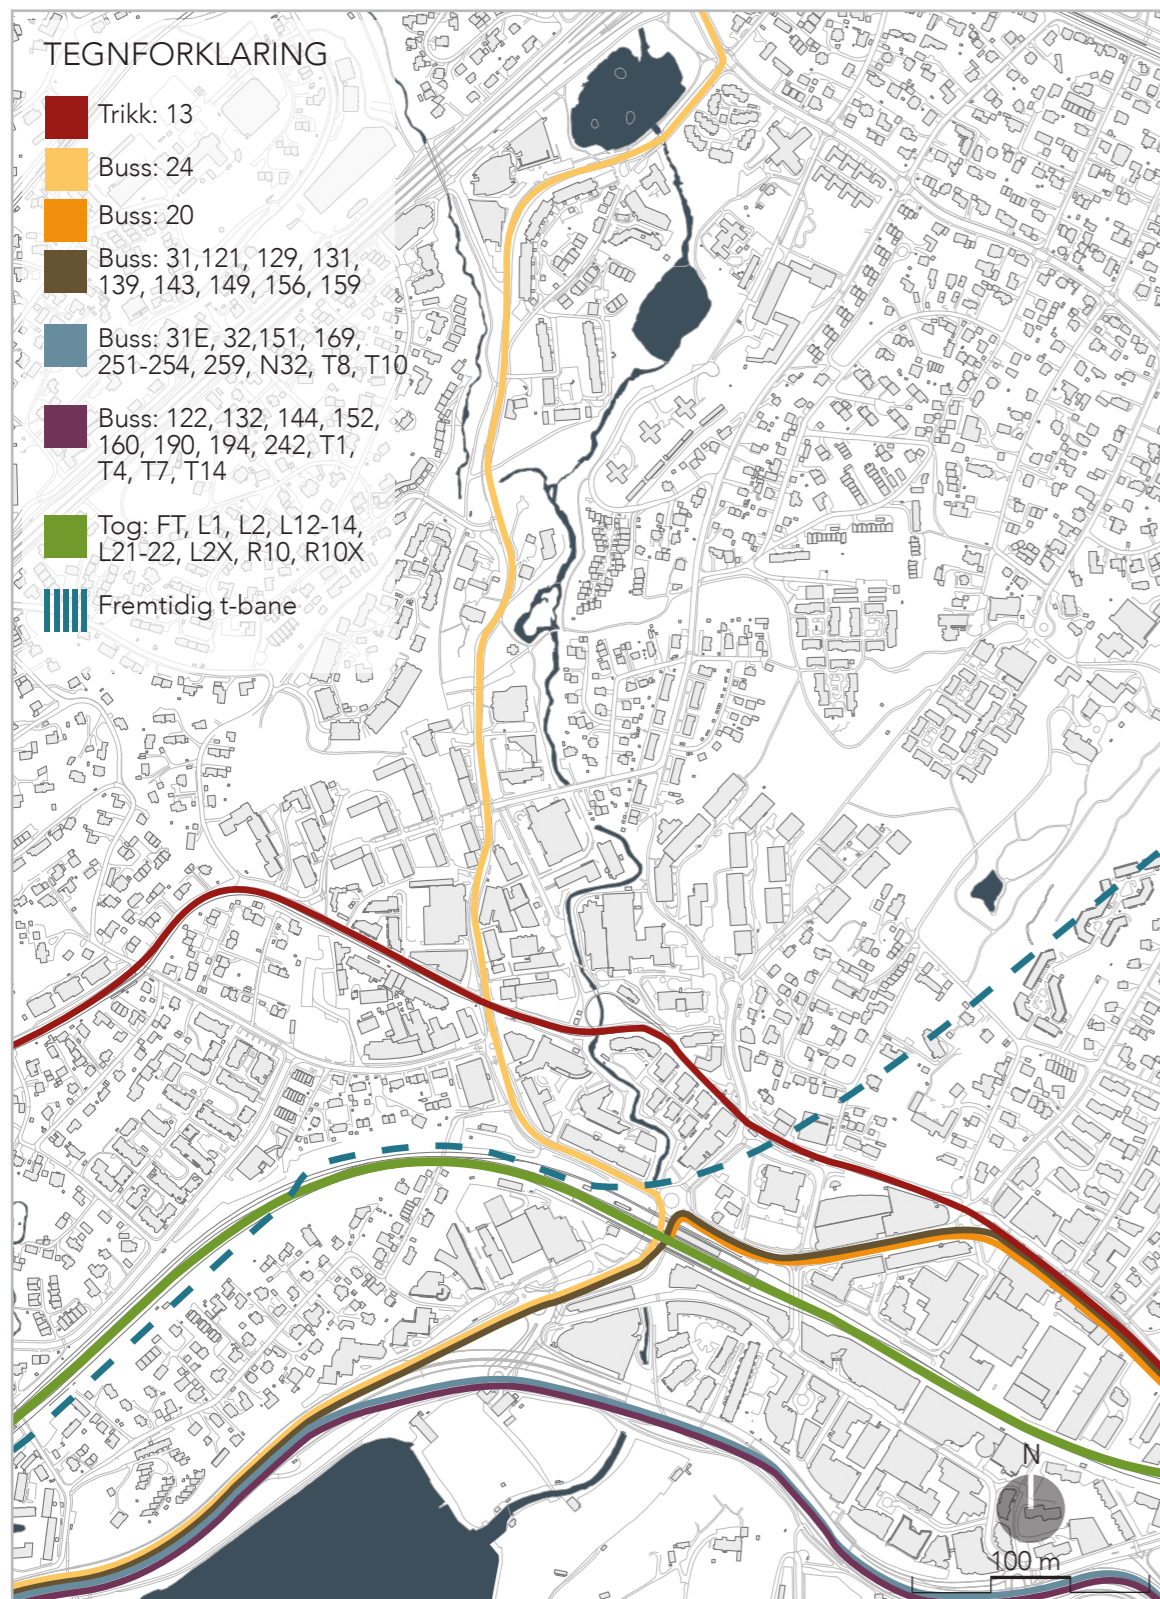 TEGNFORKLARING
Trikk: 13
Buss: 24
Buss: 20
Buss: 31,121, 129, 131,
139, 143, 149, 156, 159
Buss: 31E, 32,151, 169,
251-254, 259, N32, T8, T10
Buss: 122, 132, 144, 152,
160, 190, 194, 242, T1,
T4, T7, T14
Tog: FT, L1, L2, L12-14,
L21-22, L2X, R10, R10X
Fremtidig t-bane
N
100 m